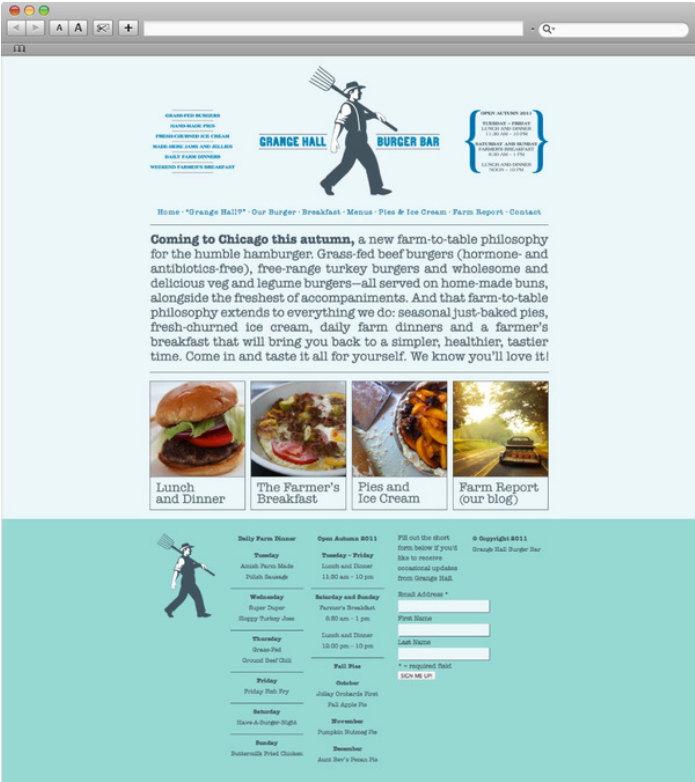 A A
GRASS-FED BURGERS
HAND-MADE PIES
FRESH-CHURNED ICE CREAM
MADE-HERE JAMS AND JELLIES
DAILY FARM DINNERS
WEEKEND FARMER'S BREAKFAST
GRANGE HALL BURGER BAR
OPEN AUTUMN 2011
TUESDAY – FRIDAY
LUNCH AND DINNER
11:30 AM – 10 PM
SATURDAY AND SUNDAY
FARMER'S BREAKFAST
8:30 AM – 1 PM
LUNCH AND DINNER
NOON – 10 PM
Home · "Grange Hall?" · Our Burger · Breakfast · Menus · Pies & Ice Cream · Farm Report · Contact
Coming to Chicago this autumn, a new farm-to-table philosophy
for the humble hamburger. Grass-fed beef burgers (hormone- and
antibiotics-free), free-range turkey burgers and wholesome and
delicious veg and legume burgers—all served on home-made buns,
alongside the freshest of accompaniments. And that farm-to-table
philosophy extends to everything we do: seasonal just-baked pies,
fresh-churned ice cream, daily farm dinners and a farmer's
breakfast that will bring you back to a simpler, healthier, tastier
time. Come in and taste it all for yourself. We know you'll love it!
Lunch
and Dinner
The Farmer's
Breakfast
Pies and
Ice Cream
Farm Report
(our blog)
Daily Farm Dinner
Tuesday
Amish Farm Made
Polish Sausage
Wednesday
Super Duper
Sloppy Turkey Joes
Thursday
Grass-Fed
Ground Beef Chili
Friday
Friday Fish Fry
Saturday
Have-A-Burger-Night
Sunday
Buttermilk Fried Chicken
Open Autumn 2011
Tuesday – Friday
Lunch and Dinner
11:30 am – 10 pm
Saturday and Sunday
Farmer's Breakfast
8:30 am – 1 pm
Lunch and Dinner
12:00 pm – 10 pm
Fall Pies
October
Jollay Orchards First
Fall Apple Pie
November
Pumpkin Nutmeg Pie
December
Aunt Bev's Pecan Pie
Fill out the short
form below if you'd
like to receive
occasional updates
from Grange Hall.
Email Address *
First Name
Last Name
* = required field
SIGN ME UP!
© Copyright 2011
Grange Hall Burger Bar